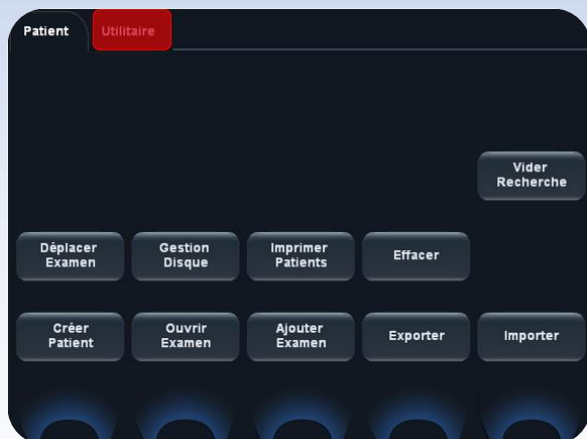 Patient
Utilitaire
Vider
Recherche
Déplacer
Examen
Gestion
Disque
Imprimer
Patients
Effacer
Créer
Patient
Ouvrir
Examen
Ajouter
Examen
Exporter
Importer